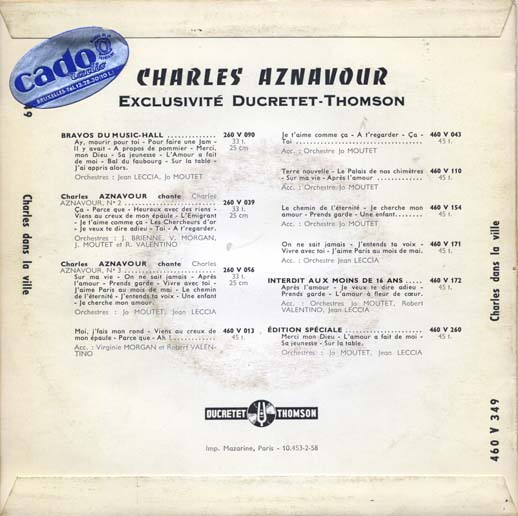 cado
BRUXELLES-TEL.
CHARLES AZNAVOUR
EXCLUSIVITÉ DUCRETET-THOMSON
BRAVOS DU MUSIC-HALL ............ 260 V 090
Ay, mourir pour toi - Pour faire une Jam - 33 t.
Il y avait - A propos de pommier - Merci, 25 cm
mon Dieu - Sa jeunesse - L'Amour a fait
de moi - Bal du faubourg - Sur la table -
J'ai appris alors.
Orchestres : Jean LECCIA, Jo MOUTET
Charles AZNAVOUR chante Charles
AZNAVOUR, N° 2 .................. 260 V 039
Ça - Parce que - Heureux avec des riens - 33 t.
Viens au creux de mon épaule - L'Emigrant 25 cm
- Je t'aime comme ça - Les Chercheurs d'or
- Je veux te dire adieu - Toi - A t'regarder.
Orchestres : J. BRIENNE, V. MORGAN,
J. MOUTET et R. VALENTINO
Charles AZNAVOUR chante Charles
AZNAVOUR, N° 3 .................. 260 V 056
Sur ma vie - On ne sait jamais - Après 33 t.
l'amour - Prends garde - Vivre avec toi - 25 cm
J'aime Paris au mois de mai - Le chemin
de l'éternité - J'entends ta voix - Une enfant
- Je cherche mon amour.
Orchestres : Jo MOUTET, Jean LECCIA
Moi, j'fais mon rond - Viens au creux de 460 V 013
mon épaule - Parce que - Ah ! ............ 45 t.
Acc. : Virginie MORGAN et Robert VALEN-
TINO
Je t'aime comme ça - A t'regarder - Ça - 460 V 043
Toi ........................................ 45 t.
Acc. : Orchestre Jo MOUTET
Terre nouvelle - Le Palais de nos chimères 460 V 110
- Sur ma vie - Après l'amour ............ 45 t.
Acc. : Orchestre Jo MOUTET
Le chemin de l'éternité - Je cherche mon 460 V 154
amour - Prends garde - Une enfant....... 45 t.
Acc. : Orchestre Jo MOUTET
On ne sait jamais - J'entends ta voix - 460 V 171
Vivre avec toi - J'aime Paris au mois de mai. 45 t.
Acc. Orchestre Jean LECCIA
INTERDIT AUX MOINS DE 16 ANS .... 460 V 172
Après l'amour - Je veux te dire adieu 45 t.
Prends garde - L'amour à fleur de cœur.
Acc. : Orchestres Jo MOUTET, Robert
VALENTINO, Jean LECCIA
ÉDITION SPÉCIALE .................. 460 V 260
Merci mon Dieu - L'amour a fait de moi - 45 t.
Sa jeunesse - Sur la table.
Orchestres : Jo MOUTET, Jean LECCIA
DUCRETET THOMSON
Imp. Mazarine, Paris - 10.453-2-58
Charles dans la ville
Charles dans la ville
460 V 349